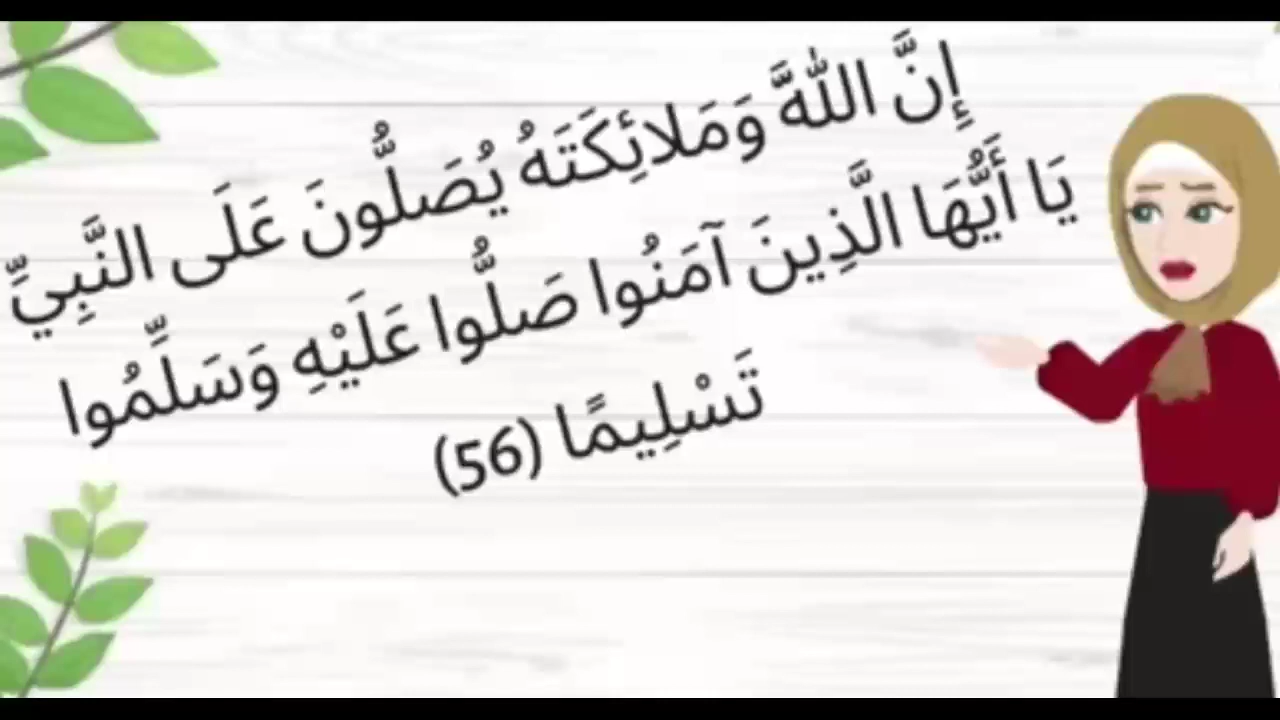 إِنَّ اللَّهَ وَمَلائِكَتَهُ يُصَلُّونَ عَلَى النَّبِيِّ
يَا أَيُّهَا الَّذِينَ آمَنُوا صَلُّوا عَلَيْهِ وَسَلِّمُوا
تَسْلِيمًا (56)